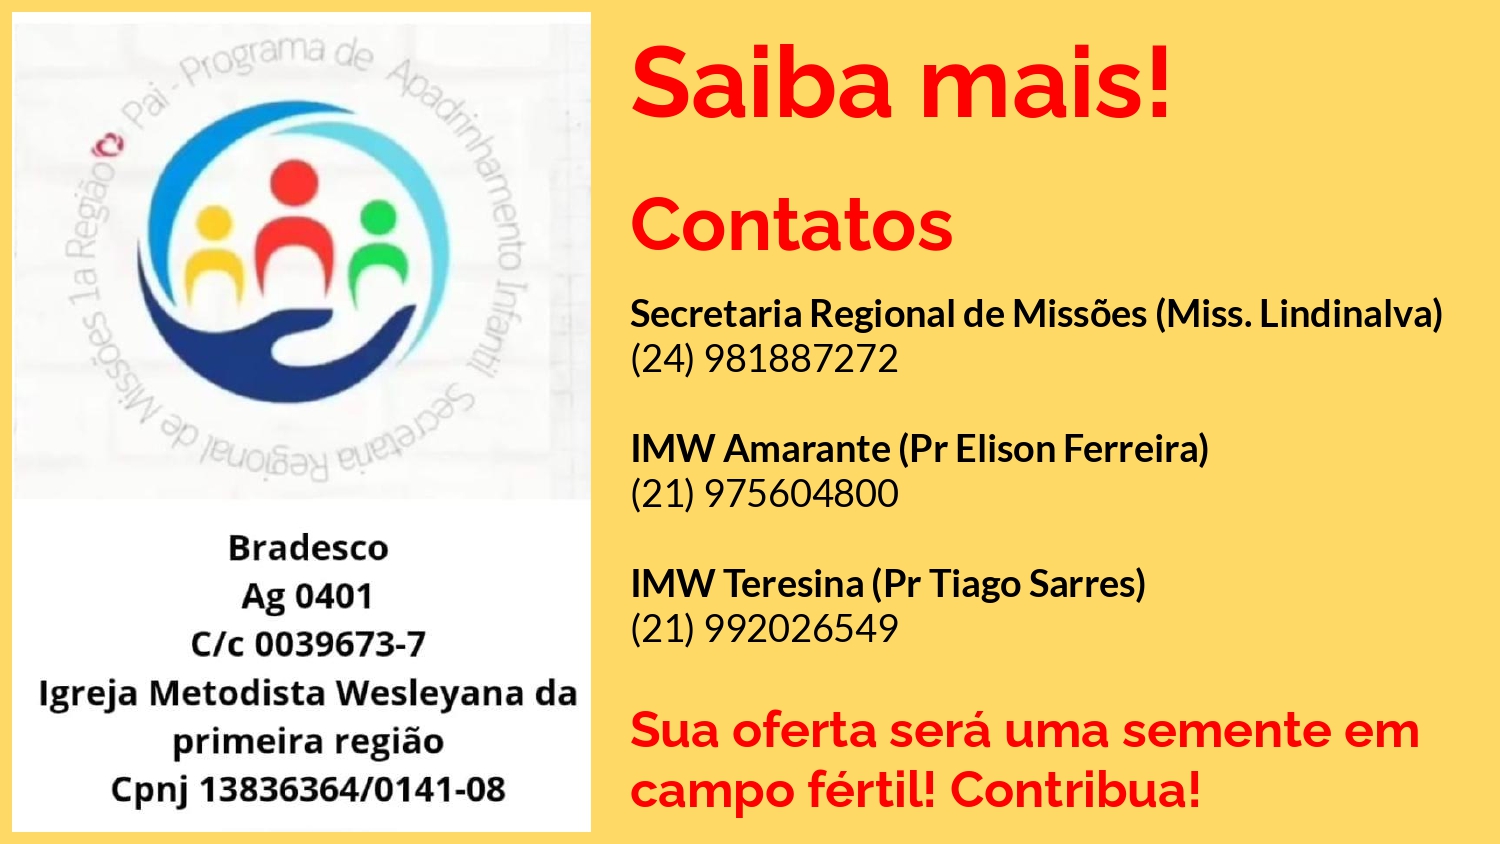 Pai - Programa de Apadrinhamento Infantil
Secretaria Regional de Missões 1a Região
Bradesco
Ag 0401
C/c 0039673-7
Igreja Metodista Wesleyana da
primeira região
Cpnj 13836364/0141-08
Saiba mais!
Contatos
Secretaria Regional de Missões (Miss. Lindinalva)
(24) 981887272
IMW Amarante (Pr Elison Ferreira)
(21) 975604800
IMW Teresina (Pr Tiago Sarres)
(21) 992026549
Sua oferta será uma semente em
campo fértil! Contribua!